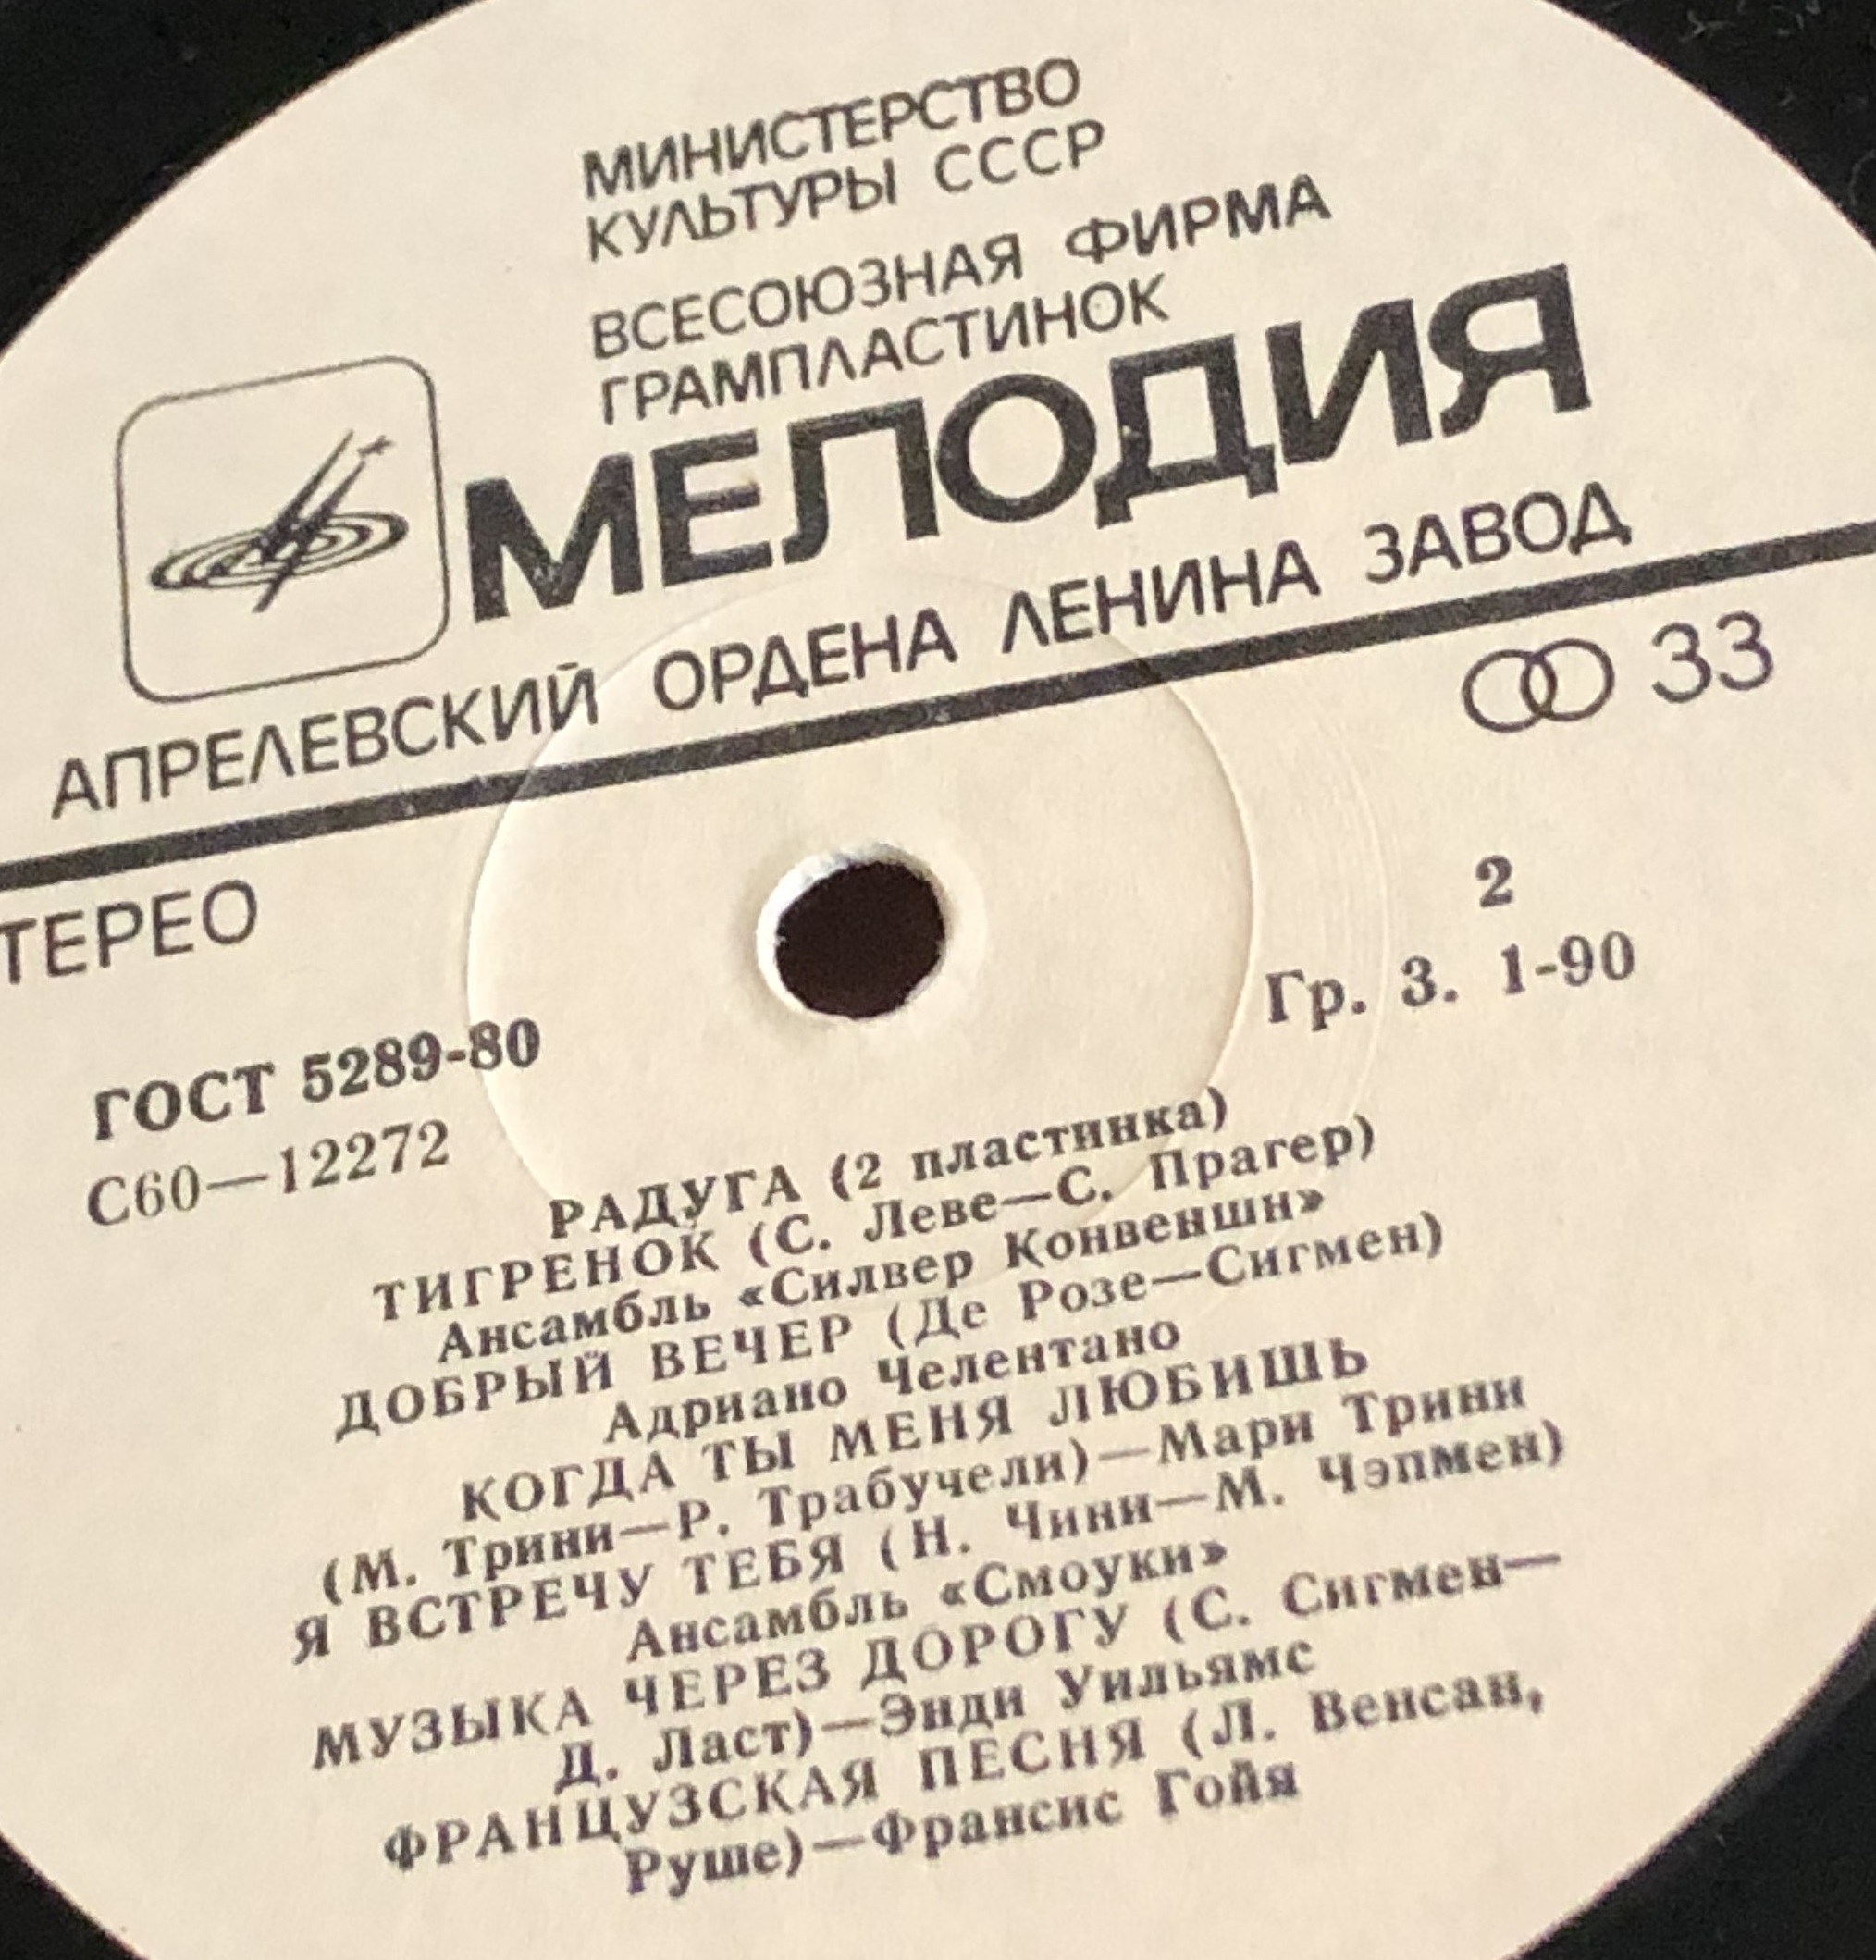 МИНИСТЕРСТВО
КУЛЬТУРЫ СССР
ВСЕСОЮЗНАЯ ФИРМА
ГРАМПЛАСТИНОК
МЕЛОДИЯ
АПРЕЛЕВСКИЙ ОРДЕНА ЛЕНИНА ЗАВОД
33
ТЕРЕО
2
Гр. 3. 1-90
ГОСТ 5289-80
С60—12272
РАДУГА (2 пластинка)
ТИГРЕНОК (С. Леве—С. Прагер)
Ансамбль «Силвер Конвеншн»
ДОБРЫЙ ВЕЧЕР (Де Розе—Сигмен)
Адриано Челентано
КОГДА ТЫ МЕНЯ ЛЮБИШЬ
(М. Трини—Р. Трабучели)—Мари Трини
Я ВСТРЕЧУ ТЕБЯ (Н. Чинн—М. Чэпмен)
Ансамбль «Смоуки»
МУЗЫКА ЧЕРЕЗ ДОРОГУ (С. Сигмен—
Д. Ласт)—Энди Уильямс
ФРАНЦУЗСКАЯ ПЕСНЯ (Л. Венсан,
Руше)—Франсис Гойя